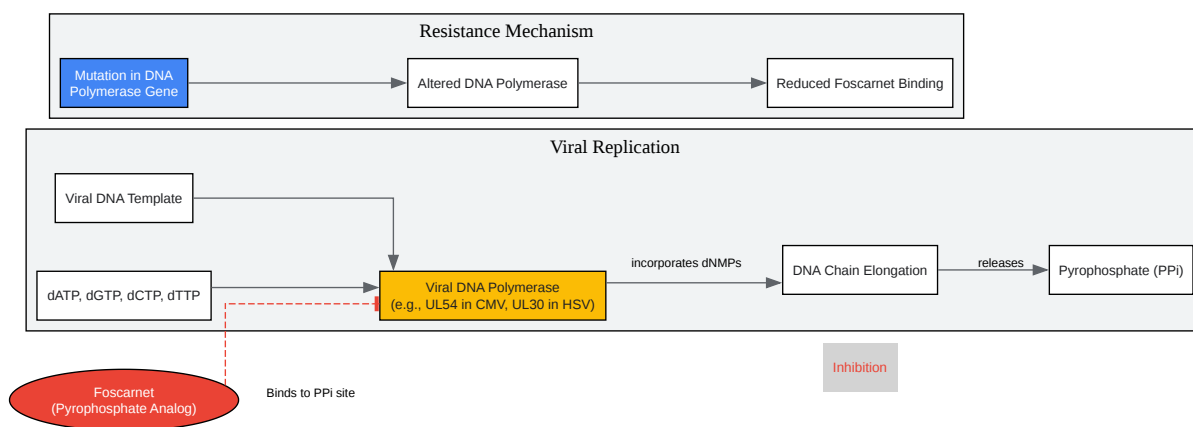 Resistance Mechanism
Mutation in DNA
Polymerase Gene
Altered DNA Polymerase
Reduced Foscarnet Binding
Viral Replication
Viral DNA Template
dATP, dGTP, dCTP, dTTP
Viral DNA Polymerase
(e.g., UL54 in CMV, UL30 in HSV)
incorporates dNMPs
DNA Chain Elongation
releases
Pyrophosphate (PPi)
Foscarnet
(Pyrophosphate Analog)
Binds to PPi site
Inhibition